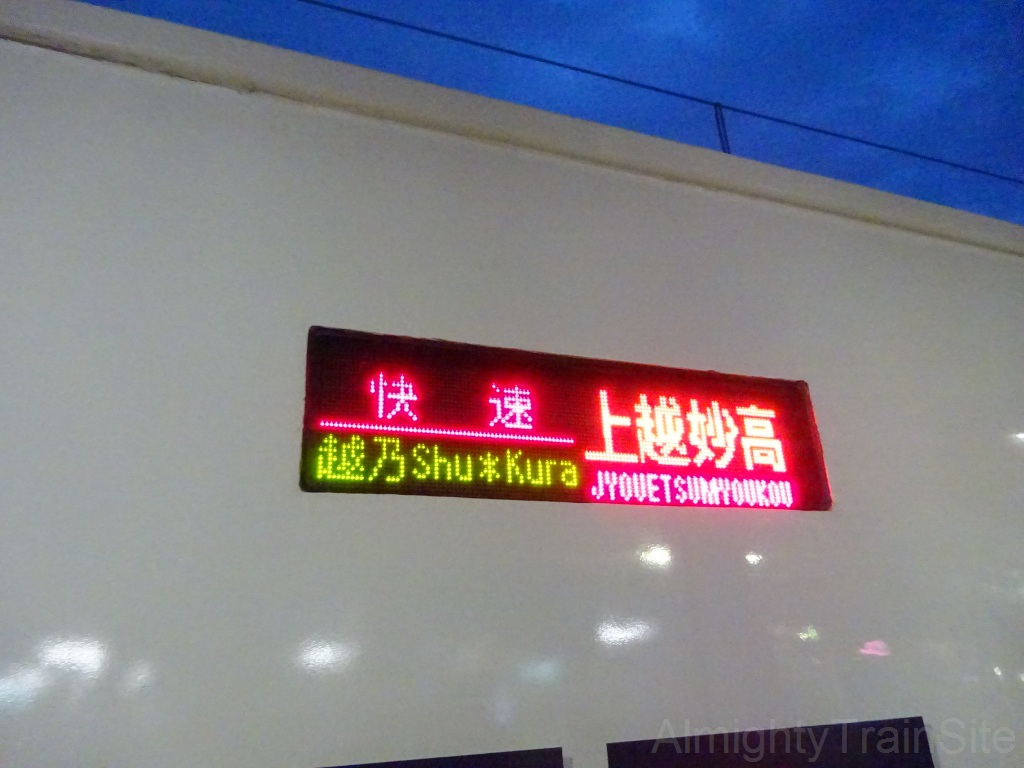 快速
越乃Shu*Kura
上越妙高
JYOUETSUMYOUKOU
AlmightyTrainSite